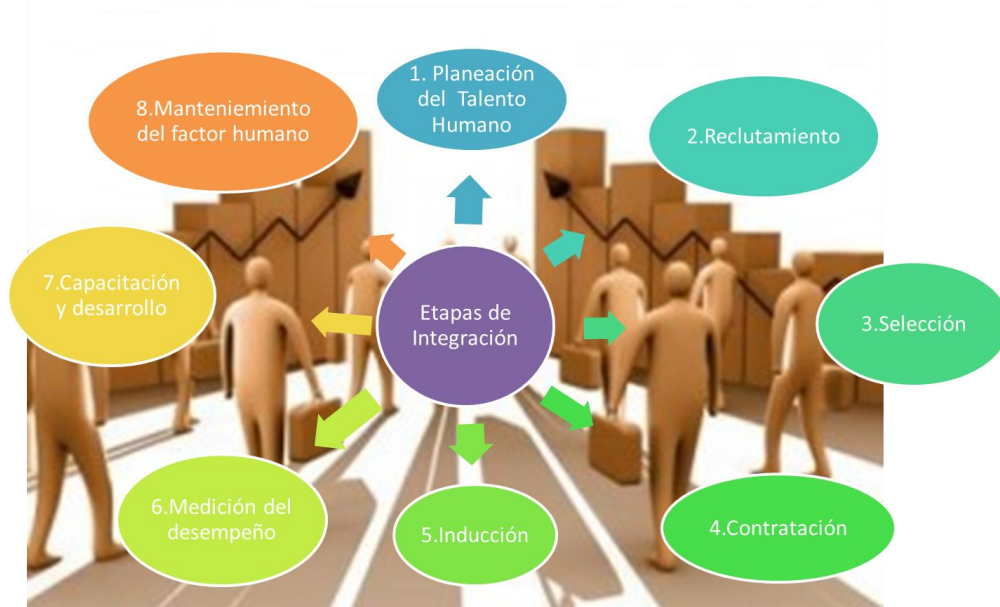 1. Planeación
del Talento
Humano
2.Reclutamiento
3.Selección
4.Contratación
5.Inducción
6.Medición del
desempeño
7.Capacitación
y desarrollo
8.Manteniemiento
del factor humano
Etapas de
Integración